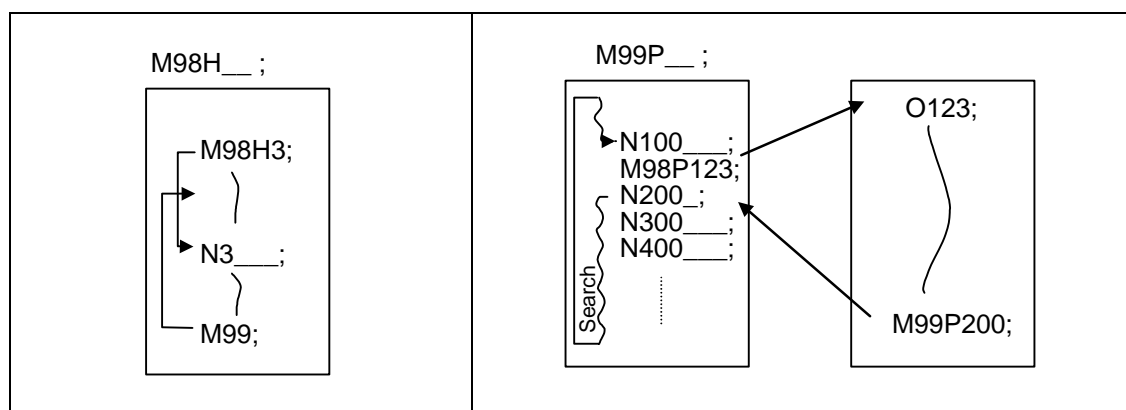 M98H__ ;
M98H3;
N3___;
M99;
M99P__ ;
N100___;
M98P123;
N200_;
N300___;
N400___;
Search
O123;
M99P200;